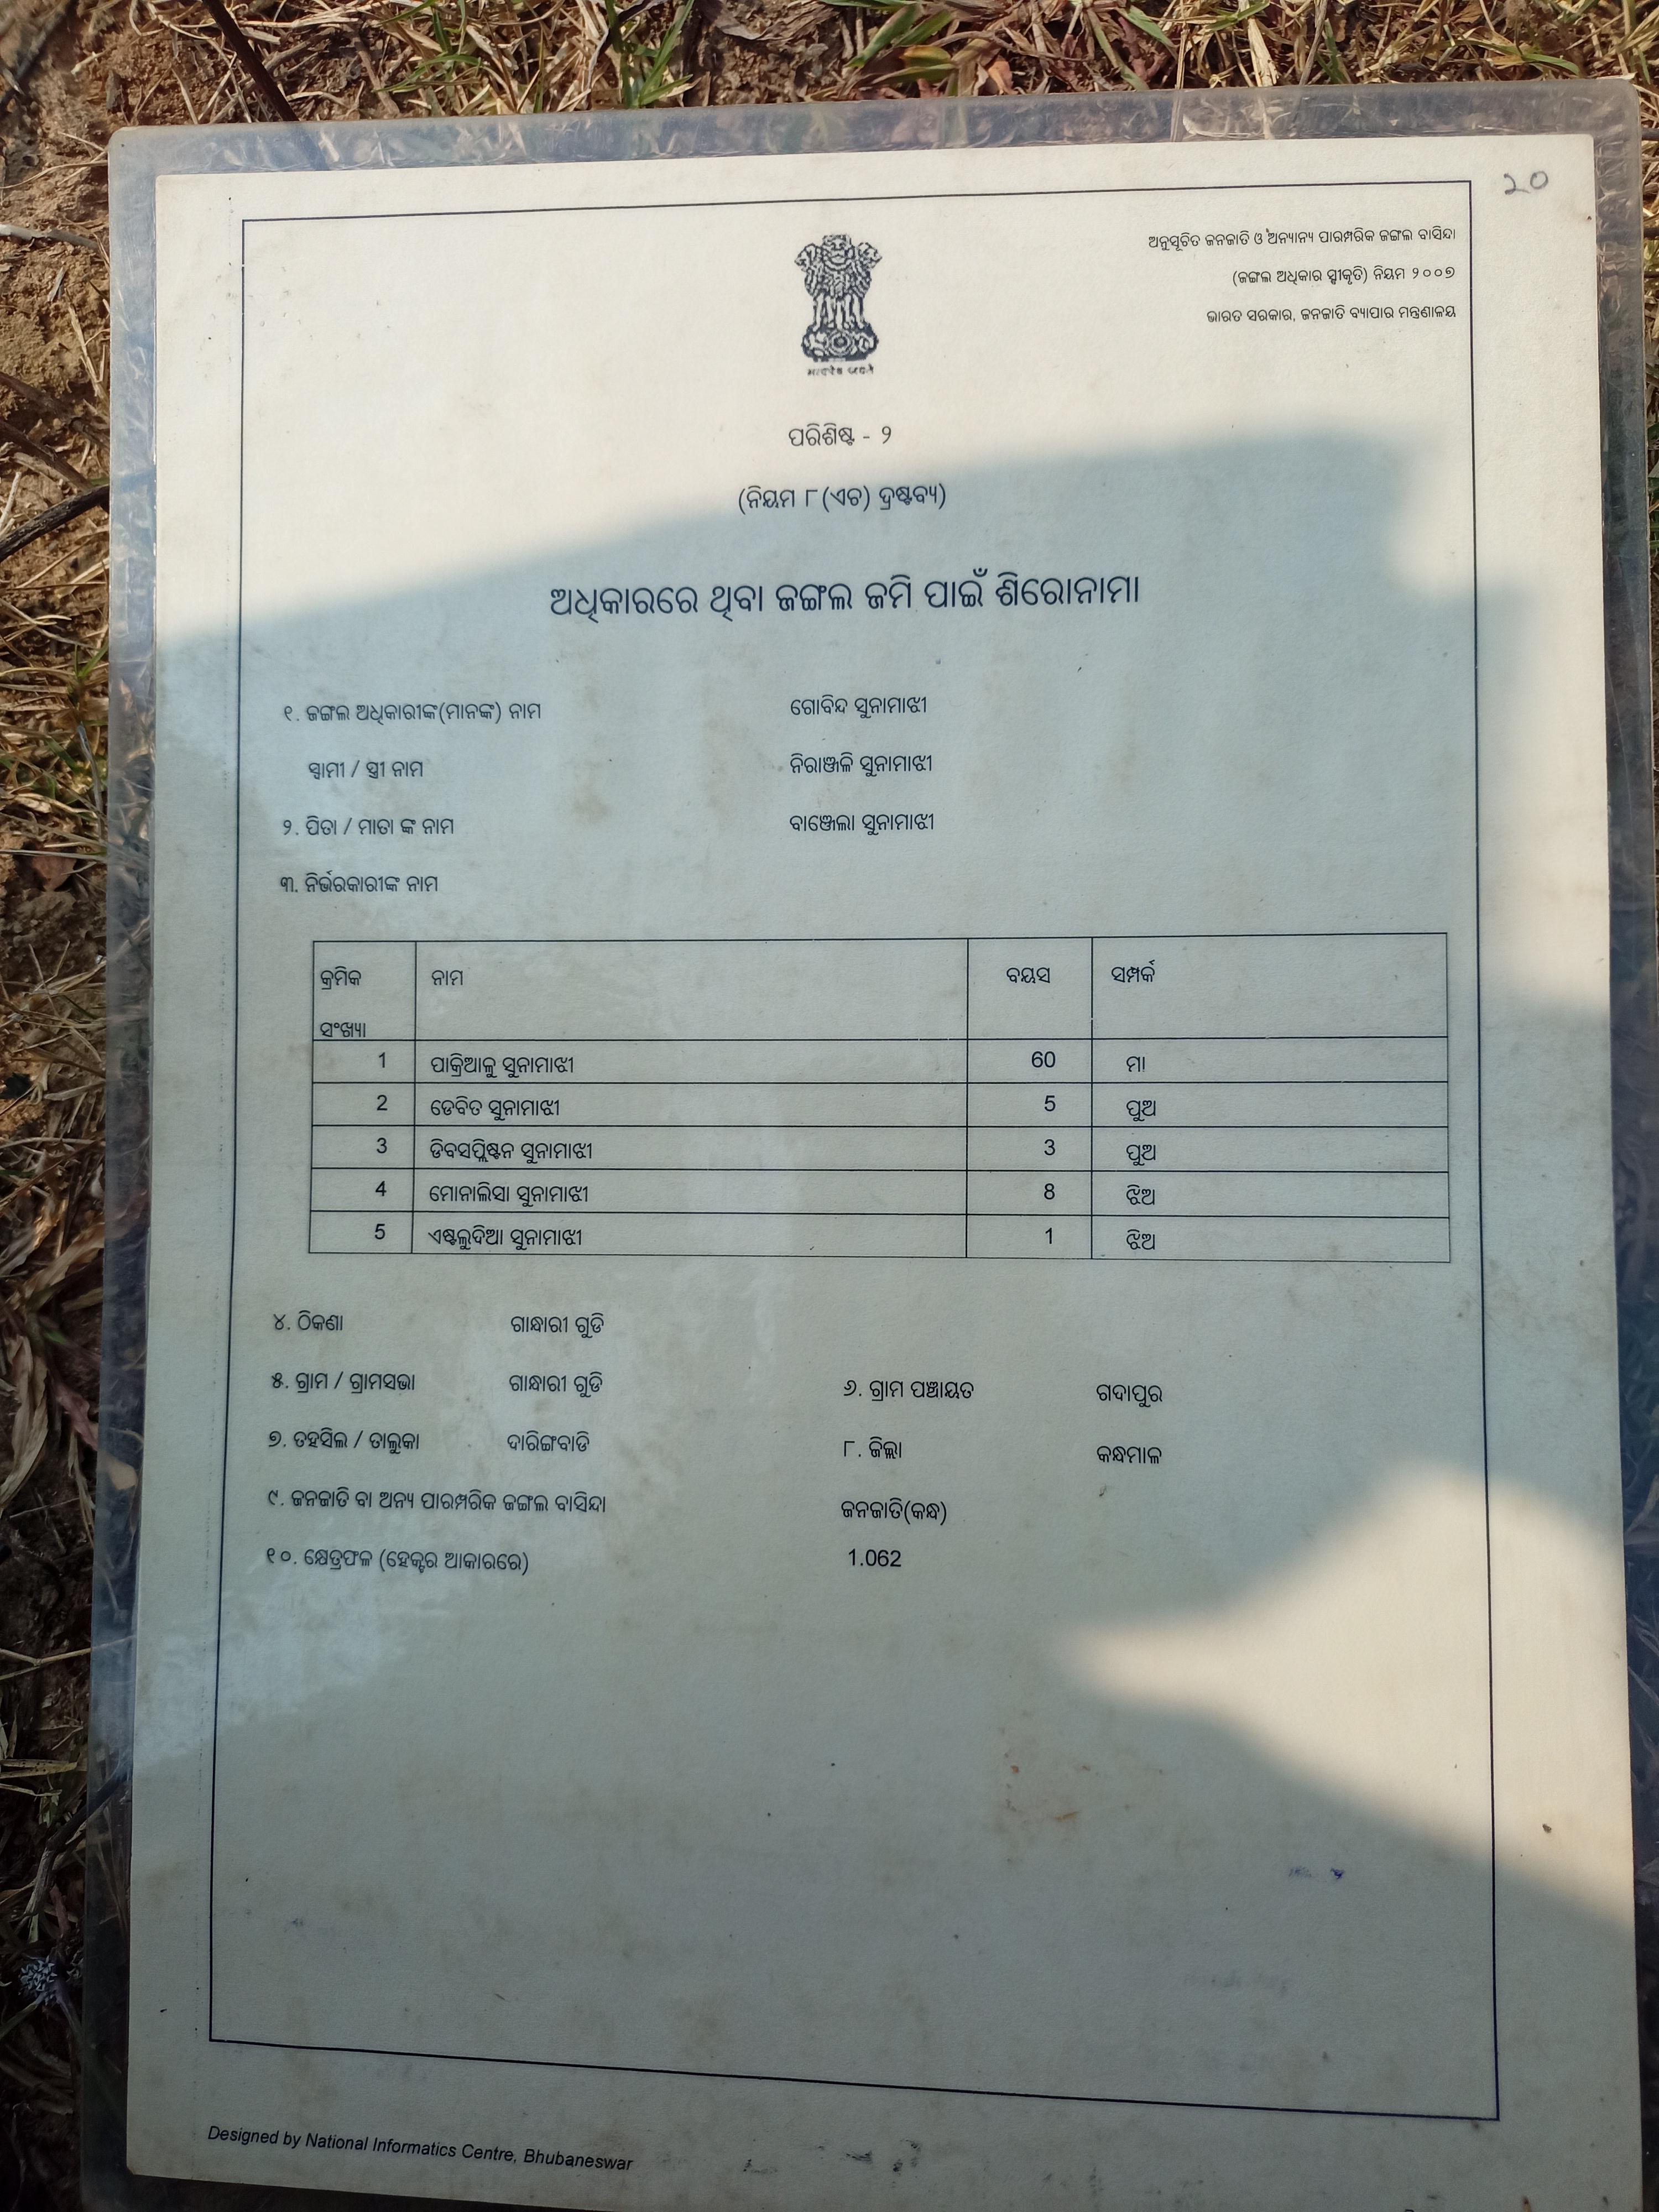 20
ଅନୁସୂଚିତ ଜନଜାତି ଓ ଅନ୍ୟାନ୍ୟ ପାରମ୍ପରିକ ଜଙ୍ଗଲ ବାସିନ୍ଦା
(ଜଙ୍ଗଲ ଅଧିକାର ସ୍ୱୀକୃତି) ନିୟମ ୨୦୦୭
ଭାରତ ସରକାର, ଜନଜାତି ବ୍ୟାପାର ମନ୍ତ୍ରଣାଳୟ
ପରିଶିଷ୍ଟ - ୨
(ନିୟମ ୮(ଏଚ) ଦ୍ରଷ୍ଟବ୍ୟ)
ଅଧିକାରରେ ଥିବା ଜଙ୍ଗଲ ଜମି ପାଇଁ ଶିରୋନାମା
୧. ଜଙ୍ଗଲ ଅଧିକାରୀଙ୍କ(ମାନଙ୍କ) ନାମ ଗୋବିନ୍ଦ ସୁନାମାଝୀ
ସ୍ୱାମୀ / ସ୍ତ୍ରୀ ନାମ ନିରାଞ୍ଜଳି ସୁନାମାଝୀ
୨. ପିତା / ମାତା ଙ୍କ ନାମ ବାଞ୍ଜେଲା ସୁନାମାଝୀ
୩. ନିର୍ଭରକାରୀଙ୍କ ନାମ
କ୍ରମିକ ସଂଖ୍ୟା ନାମ ବୟସ ସମ୍ପର୍କ
1 ପାକ୍ରିଆଳୁ ସୁନାମାଝୀ 60 ମା
2 ଡେବିତ ସୁନାମାଝୀ 5 ପୁଅ
3 ଡିବସପ୍ଲିଷ୍ଟନ ସୁନାମାଝୀ 3 ପୁଅ
4 ମୋନାଲିସା ସୁନାମାଝୀ 8 ଝିଅ
5 ଏଷ୍ଟଲୁଦିଆ ସୁନାମାଝୀ 1 ଝିଅ
୪. ଠିକଣା ଗାନ୍ଧାରୀ ଗୁଡି
୫. ଗ୍ରାମ / ଗ୍ରାମସଭା ଗାନ୍ଧାରୀ ଗୁଡି ୬. ଗ୍ରାମ ପଞ୍ଚାୟତ ଗଦାପୁର
୭. ତହସିଲ / ତାଲୁକା ଦାରିଙ୍ଗବାଡି ୮. ଜିଲ୍ଲା କନ୍ଧମାଳ
୯. ଜନଜାତି ବା ଅନ୍ୟ ପାରମ୍ପରିକ ଜଙ୍ଗଲ ବାସିନ୍ଦା ଜନଜାତି(କନ୍ଧ)
୧୦. କ୍ଷେତ୍ରଫଳ (ହେକ୍ଟର ଆକାରରେ) 1.062
Designed by National Informatics Centre, Bhubaneswar